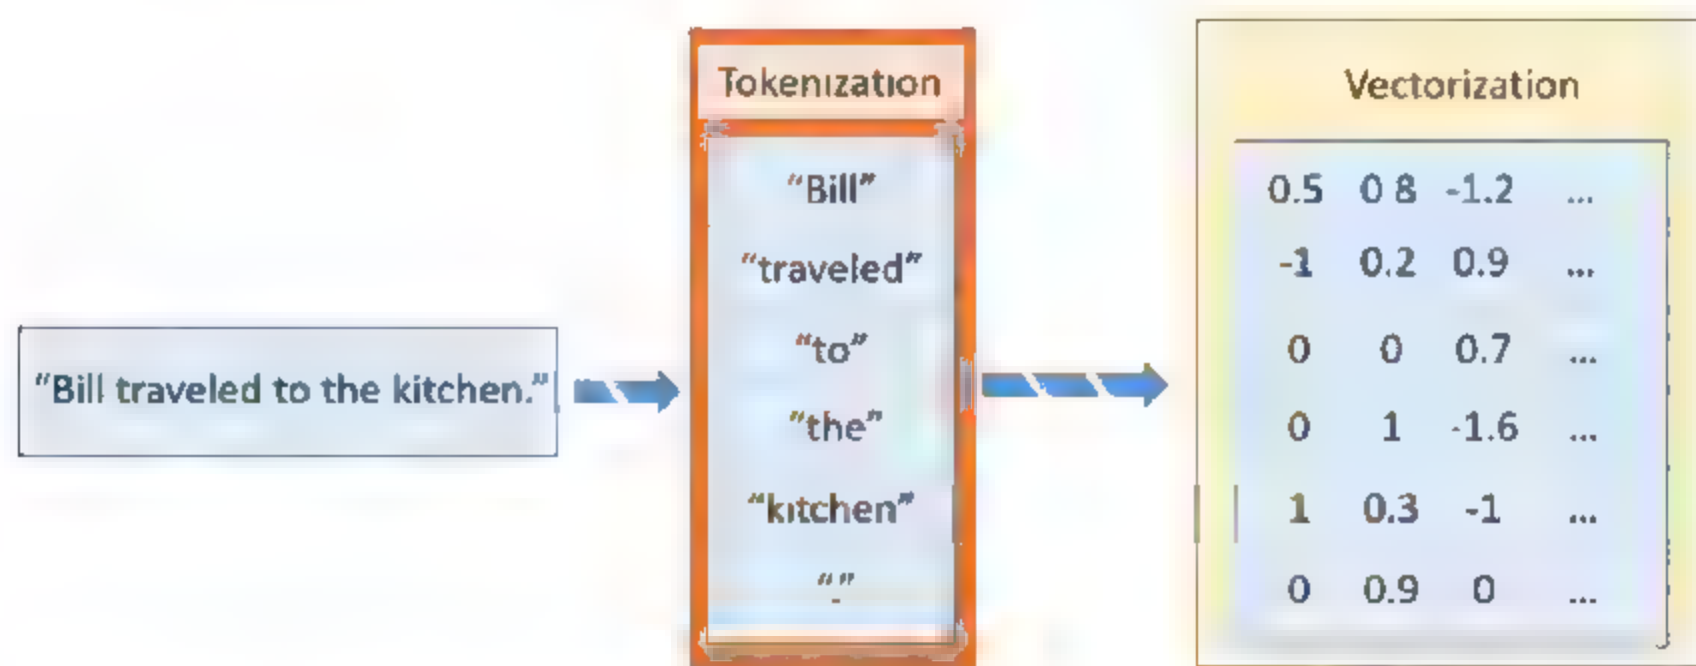 Tokenization
Vectorization
"Bill"
0.5 0 8 -1.2 ...
"traveled"
-1 0.2 0.9 ...
"to"
0 0 0.7 ...
"Bill traveled to the kitchen."
"the"
0 1 -1.6 ...
"kitchen"
1 0.3 -1 ...
"."
0 0.9 0 ...